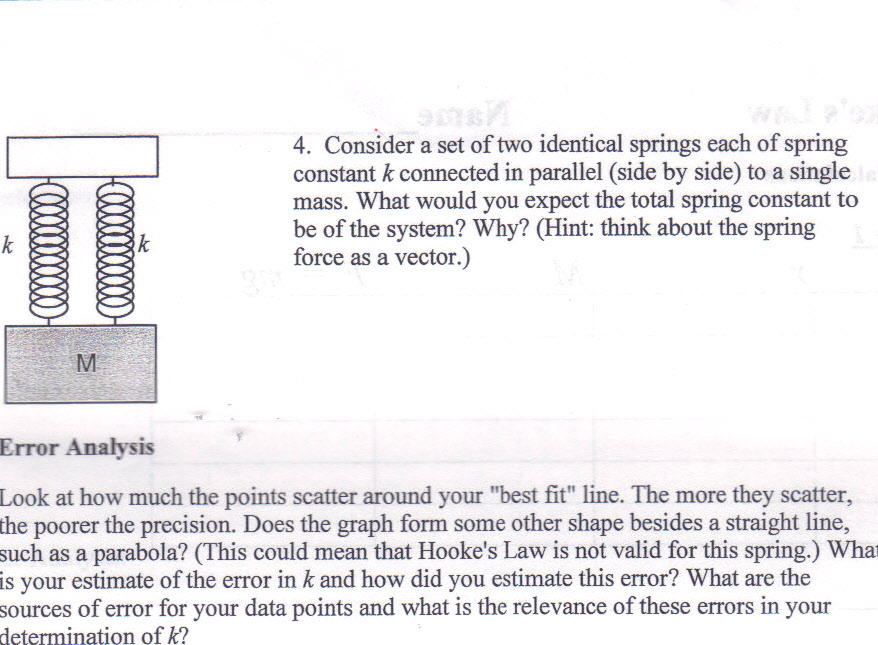 4. Consider a set of two identical springs each of spring
constant k connected in parallel (side by side) to a single
mass. What would you expect the total spring constant to
be of the system? Why? (Hint: think about the spring
force as a vector.)
k
k
M
Error Analysis
Look at how much the points scatter around your "best fit" line. The more they scatter,
the poorer the precision. Does the graph form some other shape besides a straight line,
such as a parabola? (This could mean that Hooke's Law is not valid for this spring.) What
is your estimate of the error in k and how did you estimate this error? What are the
sources of error for your data points and what is the relevance of these errors in your
determination of k?